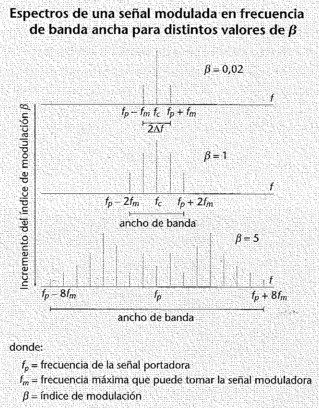 Espectros de una señal modulada en frecuencia
de banda ancha para distintos valores de β
β = 0,02
f
fp – fm fc fp + fm
2Δf
β = 1
f
fp – 2fm fc fp + 2fm
ancho de banda
β = 5
f
fp – 8fm fp fp + 8fm
ancho de banda
Incremento del índice de modulación β
donde:
fp = frecuencia de la señal portadora
fm = frecuencia máxima que puede tomar la señal moduladora
β = índice de modulación